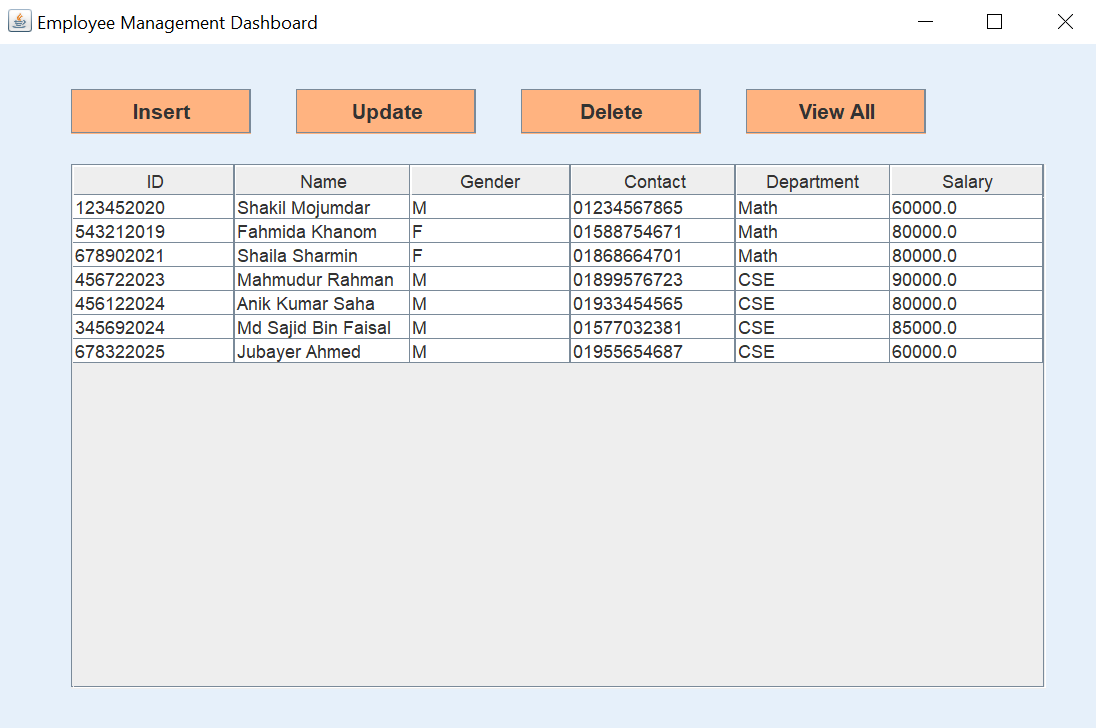 Employee Management Dashboard
Insert Update Delete View All
ID Name Gender Contact Department Salary
123452020 Shakil Mojumdar M 01234567865 Math 60000.0
543212019 Fahmida Khanom F 01588754671 Math 80000.0
678902021 Shaila Sharmin F 01868664701 Math 80000.0
456722023 Mahmudur Rahman M 01899576723 CSE 90000.0
456122024 Anik Kumar Saha M 01933454565 CSE 80000.0
345692024 Md Sajid Bin Faisal M 01577032381 CSE 85000.0
678322025 Jubayer Ahmed M 01955654687 CSE 60000.0